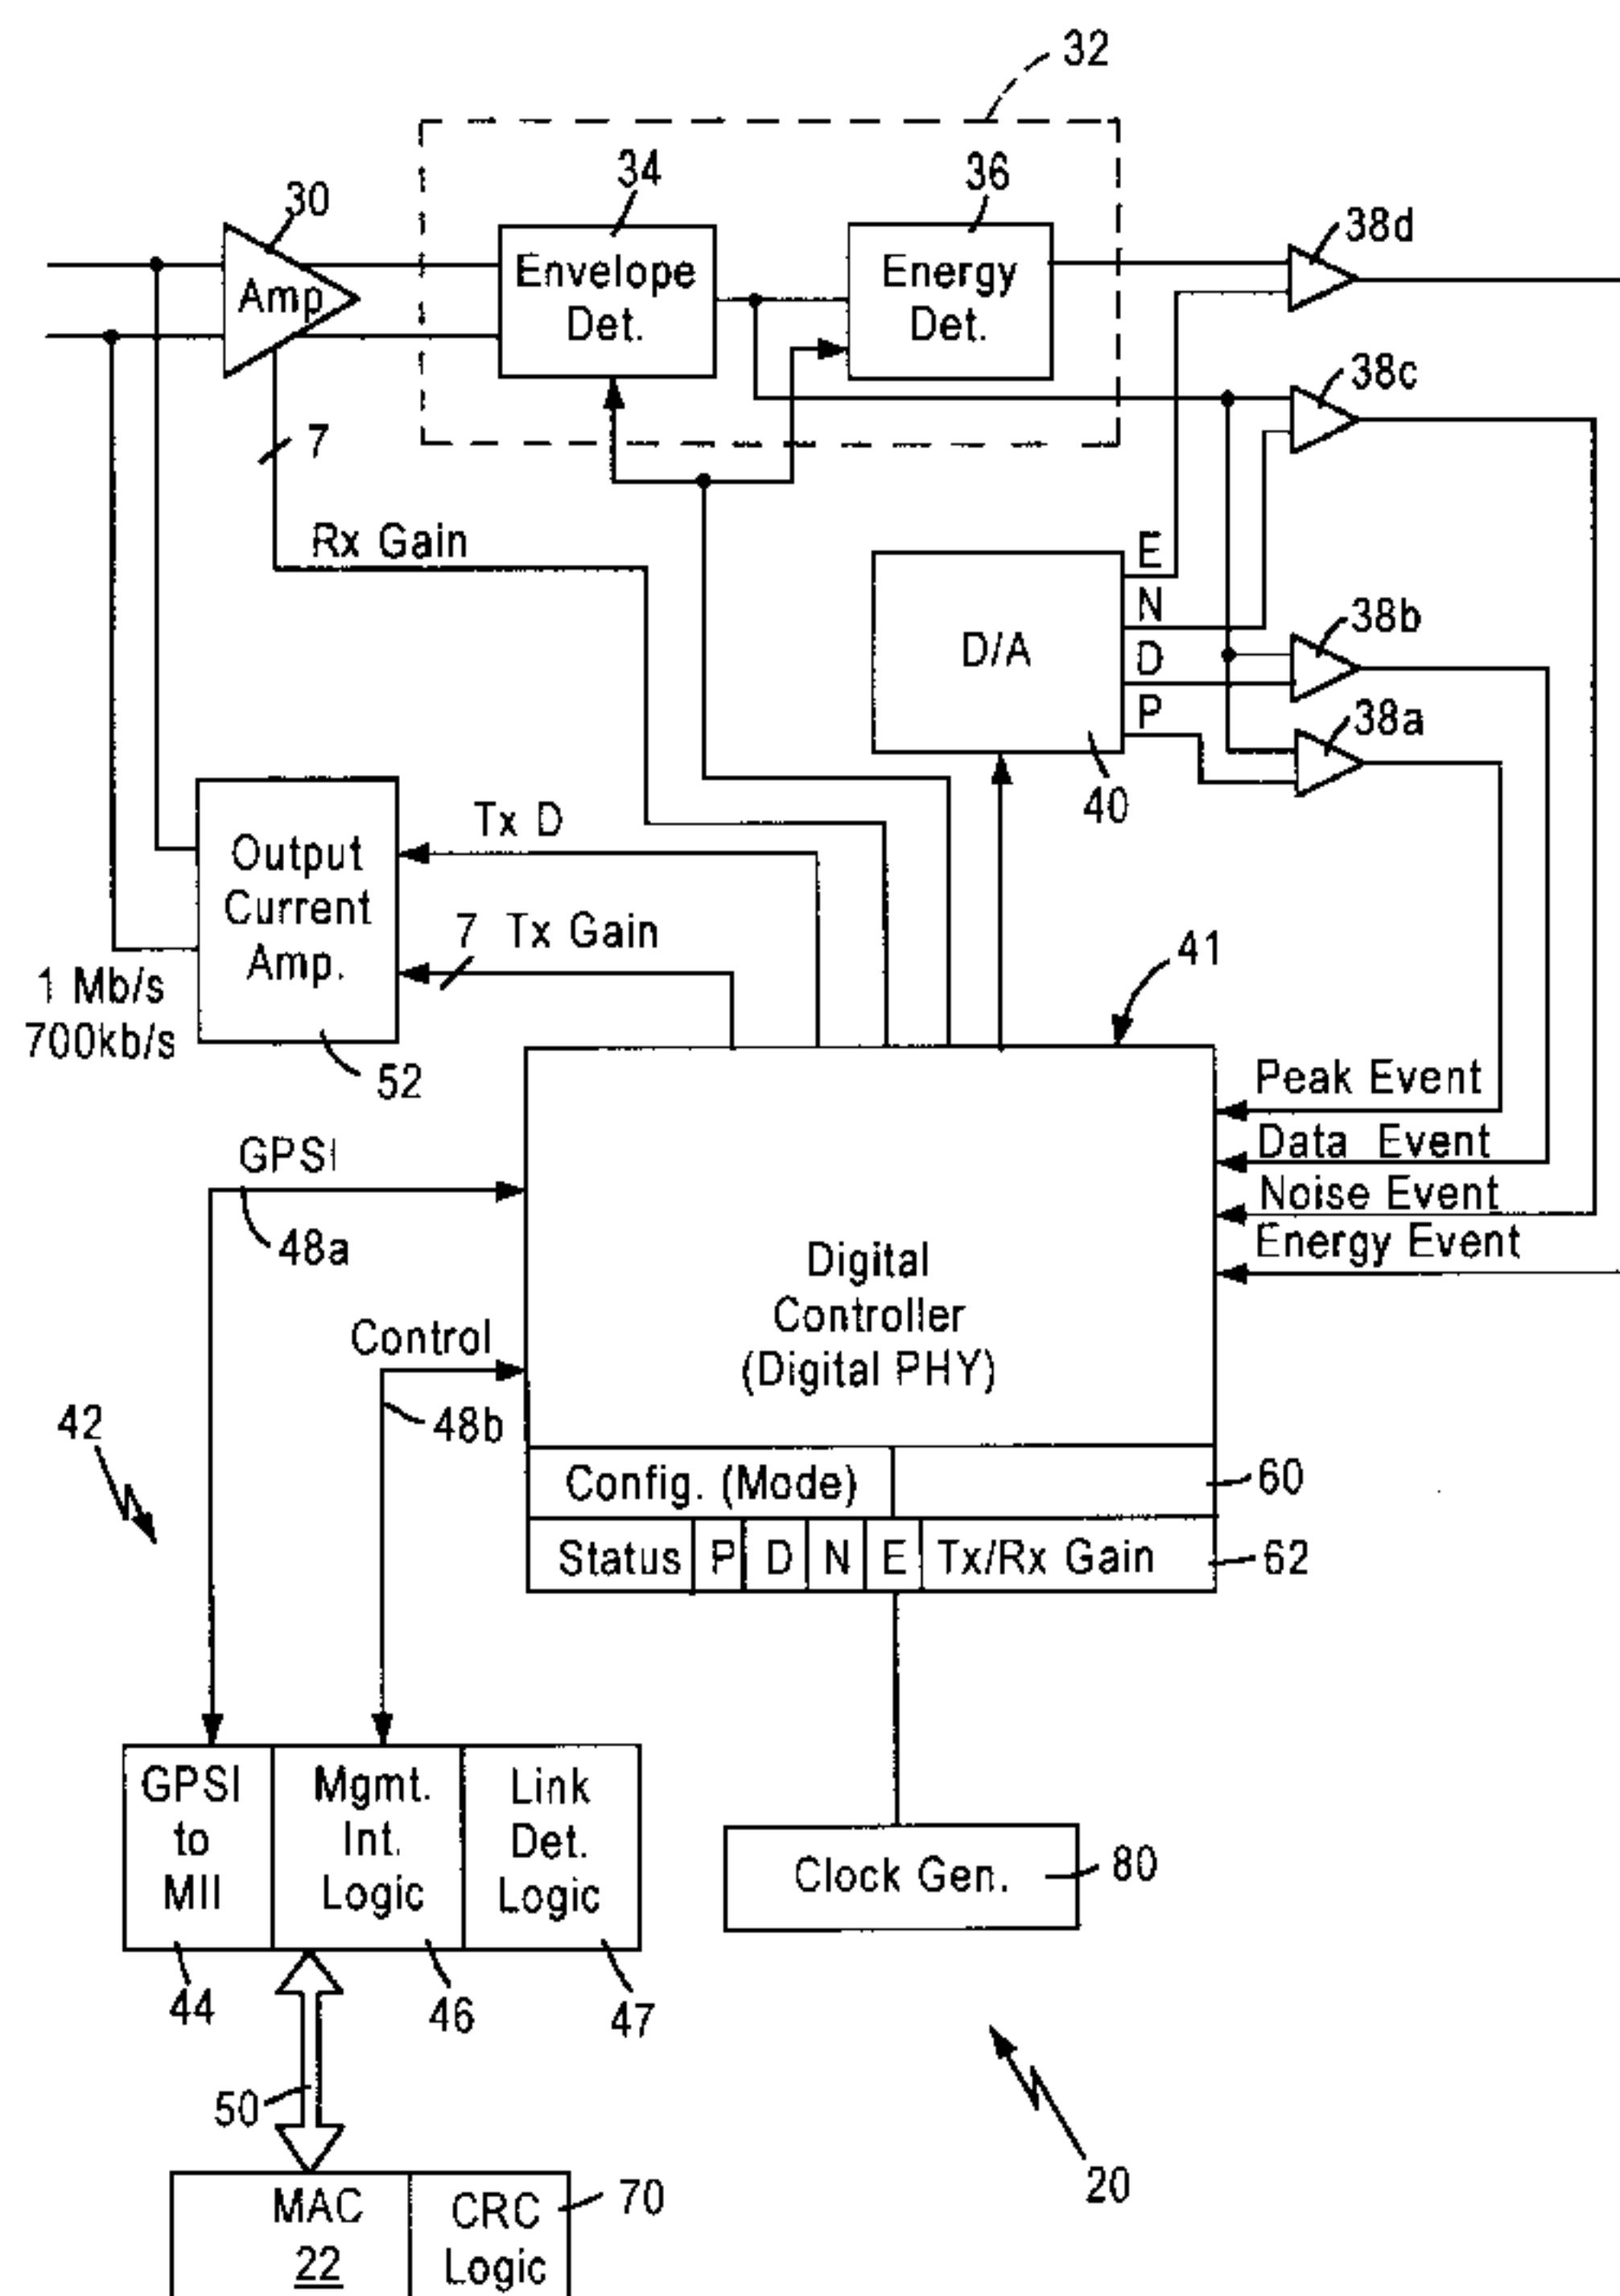 32
34
36
30
38d
Amp
Envelope
Det.
Energy
Det.
38c
7
Rx Gain
E
N
D
P
D/A
38b
38a
40
Tx D
Output
Current
Amp.
7 Tx Gain
1 Mb/s
700kb/s
52
41
Peak Event
Data Event
Noise Event
Energy Event
GPSI
48a
Digital
Controller
(Digital PHY)
Control
48b
42
Config. (Mode)
60
Status P D N E Tx/Rx Gain
62
GPSI
to
MII
Mgmt.
Int.
Logic
Link
Det.
Logic
Clock Gen.
80
44
46
47
50
20
MAC
22
CRC
Logic
70